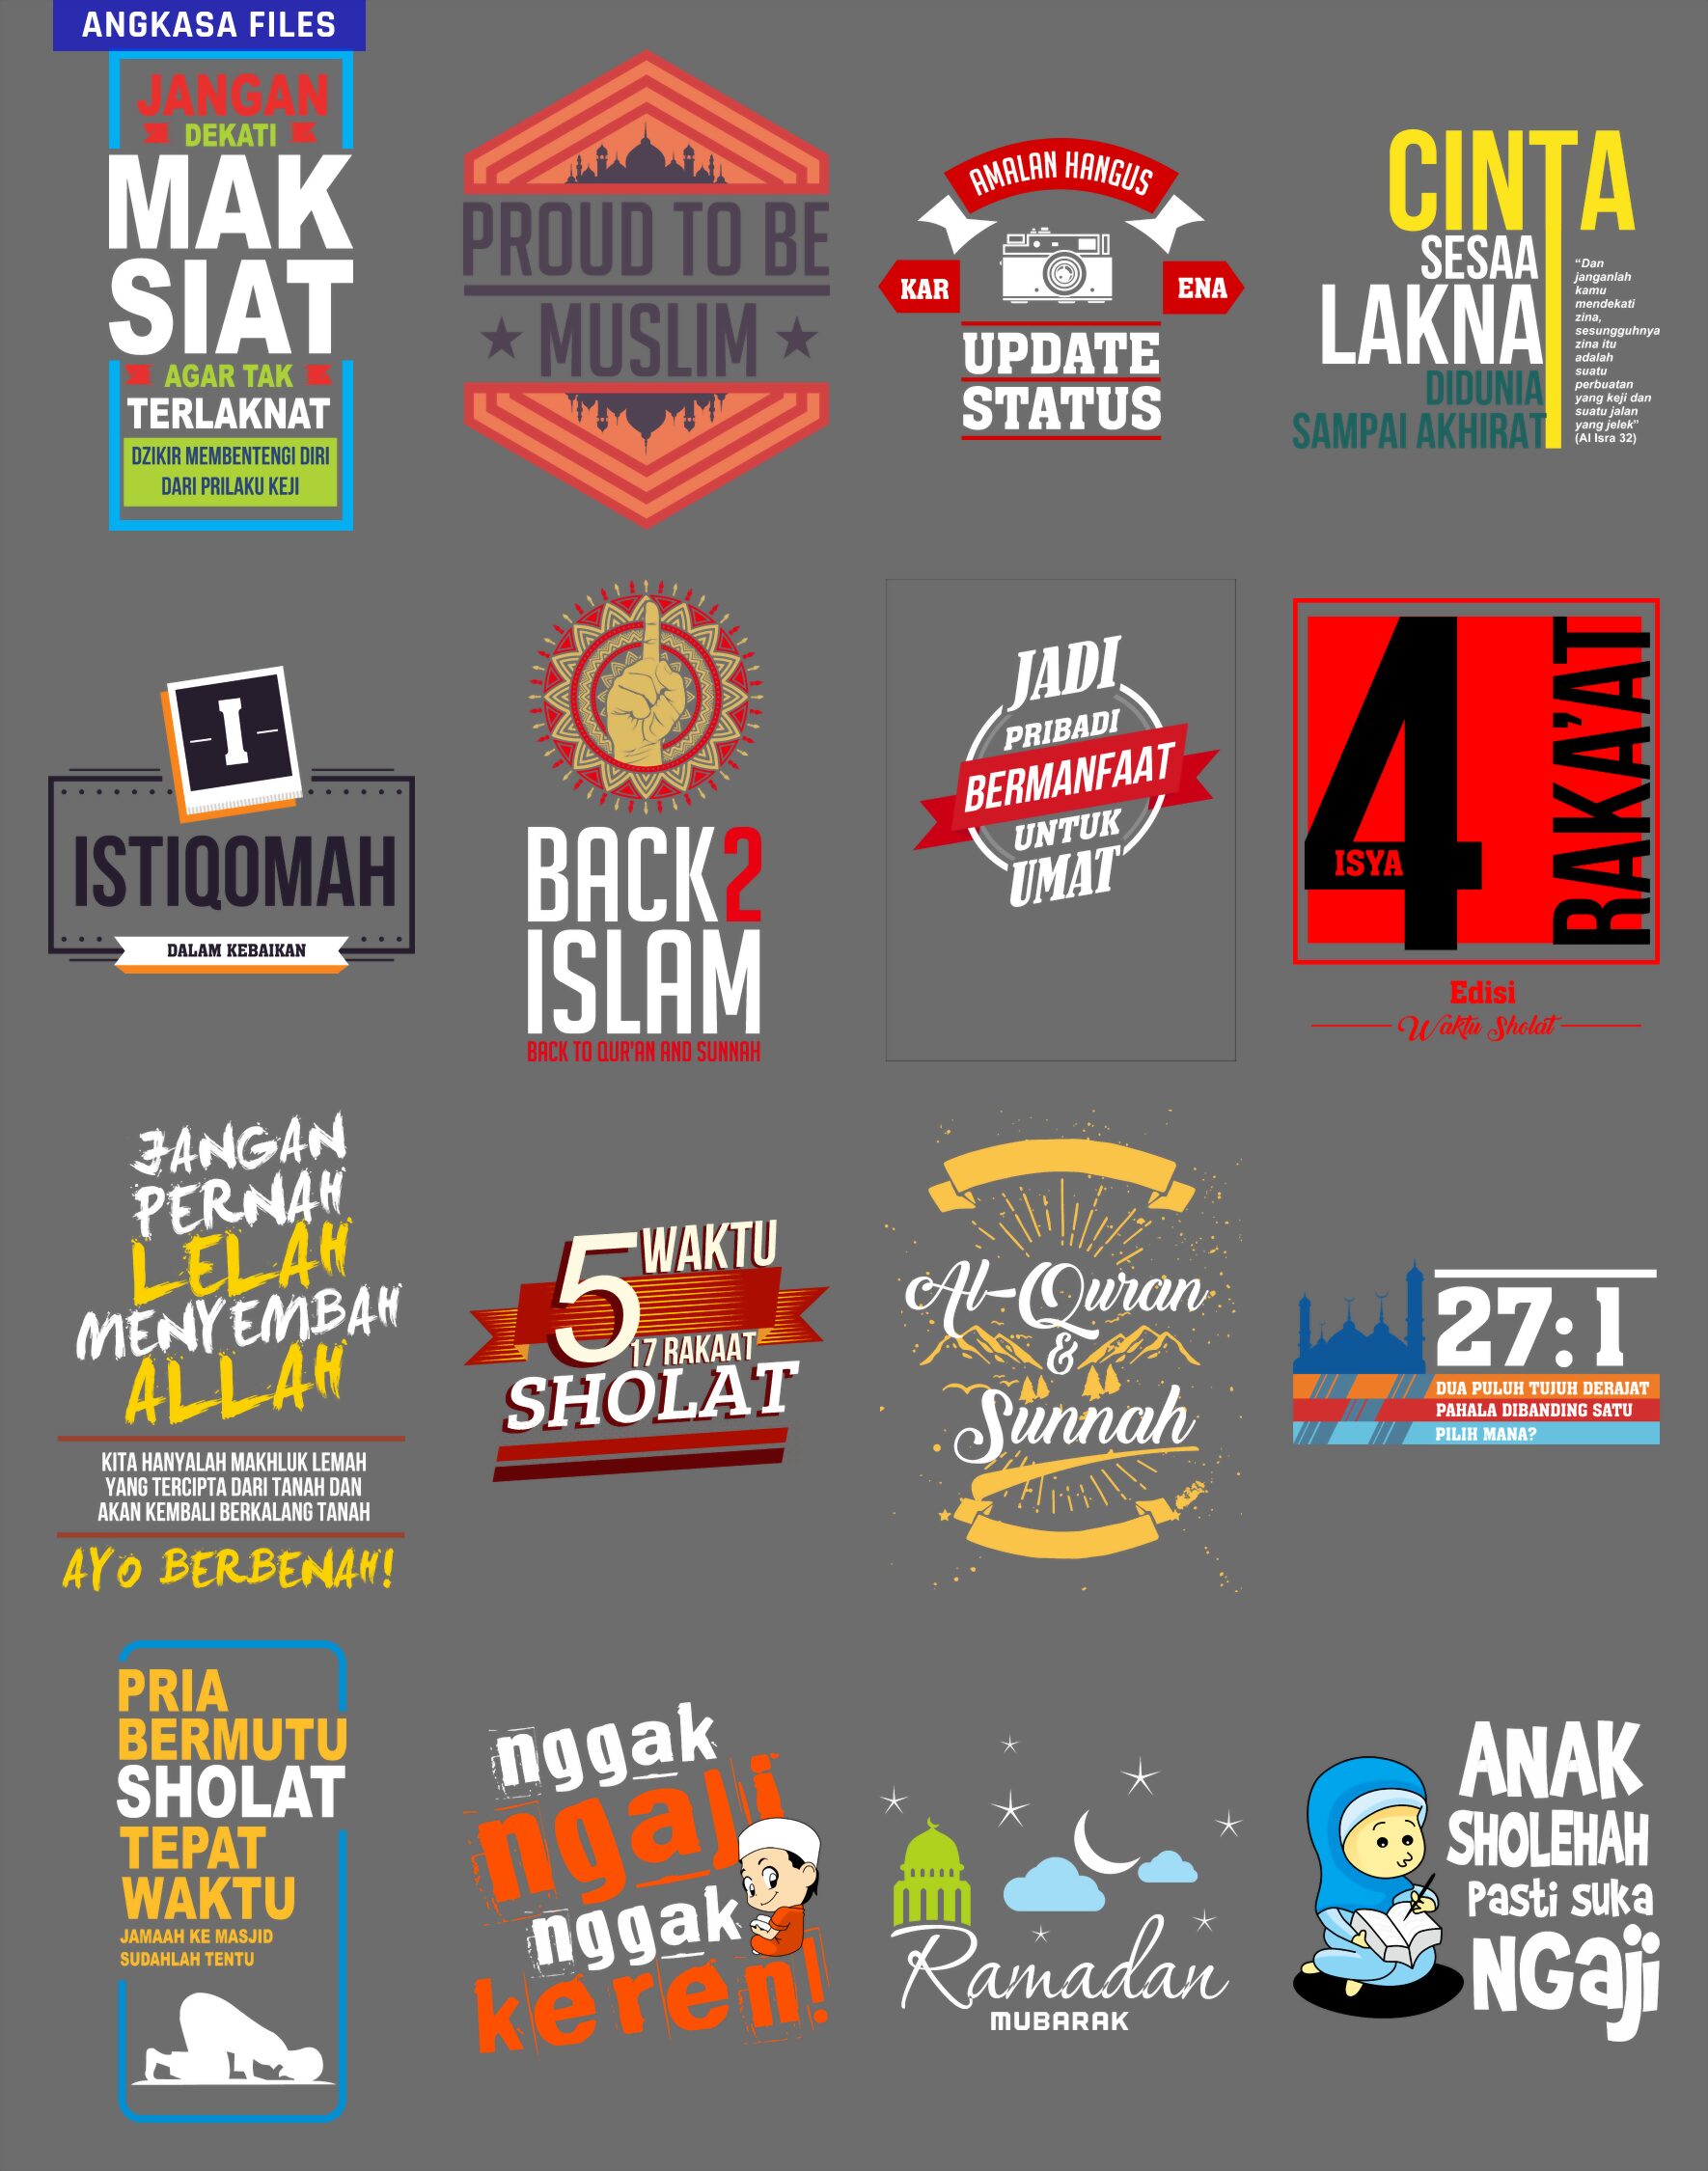 ANGKASA FILES
JANGAN
DEKATI
MAK
SIAT
AGAR TAK
TERLAKNAT
DZIKIR MEMBENTENGI DIRI
DARI PRILAKU KEJI
PROUD TO BE
MUSLIM
AMALAN HANGUS
KAR
ENA
UPDATE
STATUS
CINTA
SESAA
LAKNA
DIDUNIA
SAMPAI AKHIRAT
“Dan
janganlah
kamu
mendekati
zina,
sesungguhnya
zina itu
adalah
suatu
perbuatan
yang keji dan
suatu jalan
yang jelek”
(Al Isra 32)
I
ISTIQOMAH
DALAM KEBAIKAN
BACK2
ISLAM
BACK TO QUR'AN AND SUNNAH
JADI
PRIBADI
BERMANFAAT
UNTUK
UMAT
4
ISYA
RAKA'AT
Edisi
Waktu Sholat
JANGAN
PERNAH
LELAH
MENYEMBAH
ALLAH
KITA HANYALAH MAKHLUK LEMAH
YANG TERCIPTA DARI TANAH DAN
AKAN KEMBALI BERKALANG TANAH
AYO BERBENAH!
5 WAKTU
17 RAKAAT
SHOLAT
Al-Quran
&
Sunnah
27:1
DUA PULUH TUJUH DERAJAT
PAHALA DIBANDING SATU
PILIH MANA?
PRIA
BERMUTU
SHOLAT
TEPAT
WAKTU
JAMAAH KE MASJID
SUDAHLAH TENTU
nggak
ngaji
nggak
keren!
Ramadan
MUBARAK
ANAK
SHOLEHAH
Pasti suka
NGaji